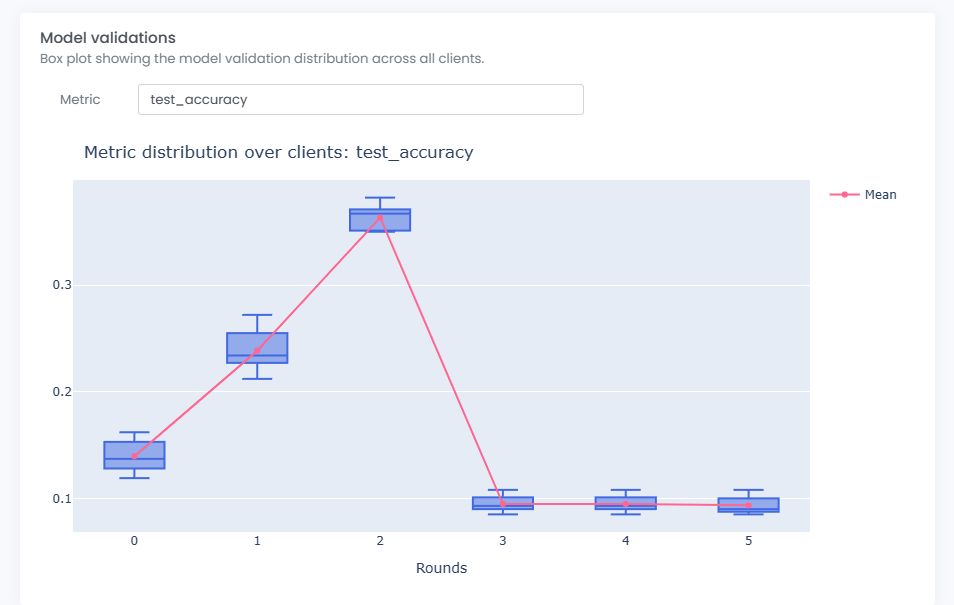 Model validations
Box plot showing the model validation distribution across all clients.
Metric
test_accuracy
Metric distribution over clients: test_accuracy
Mean
0.3
0.2
0.1
0 1 2 3 4 5
Rounds